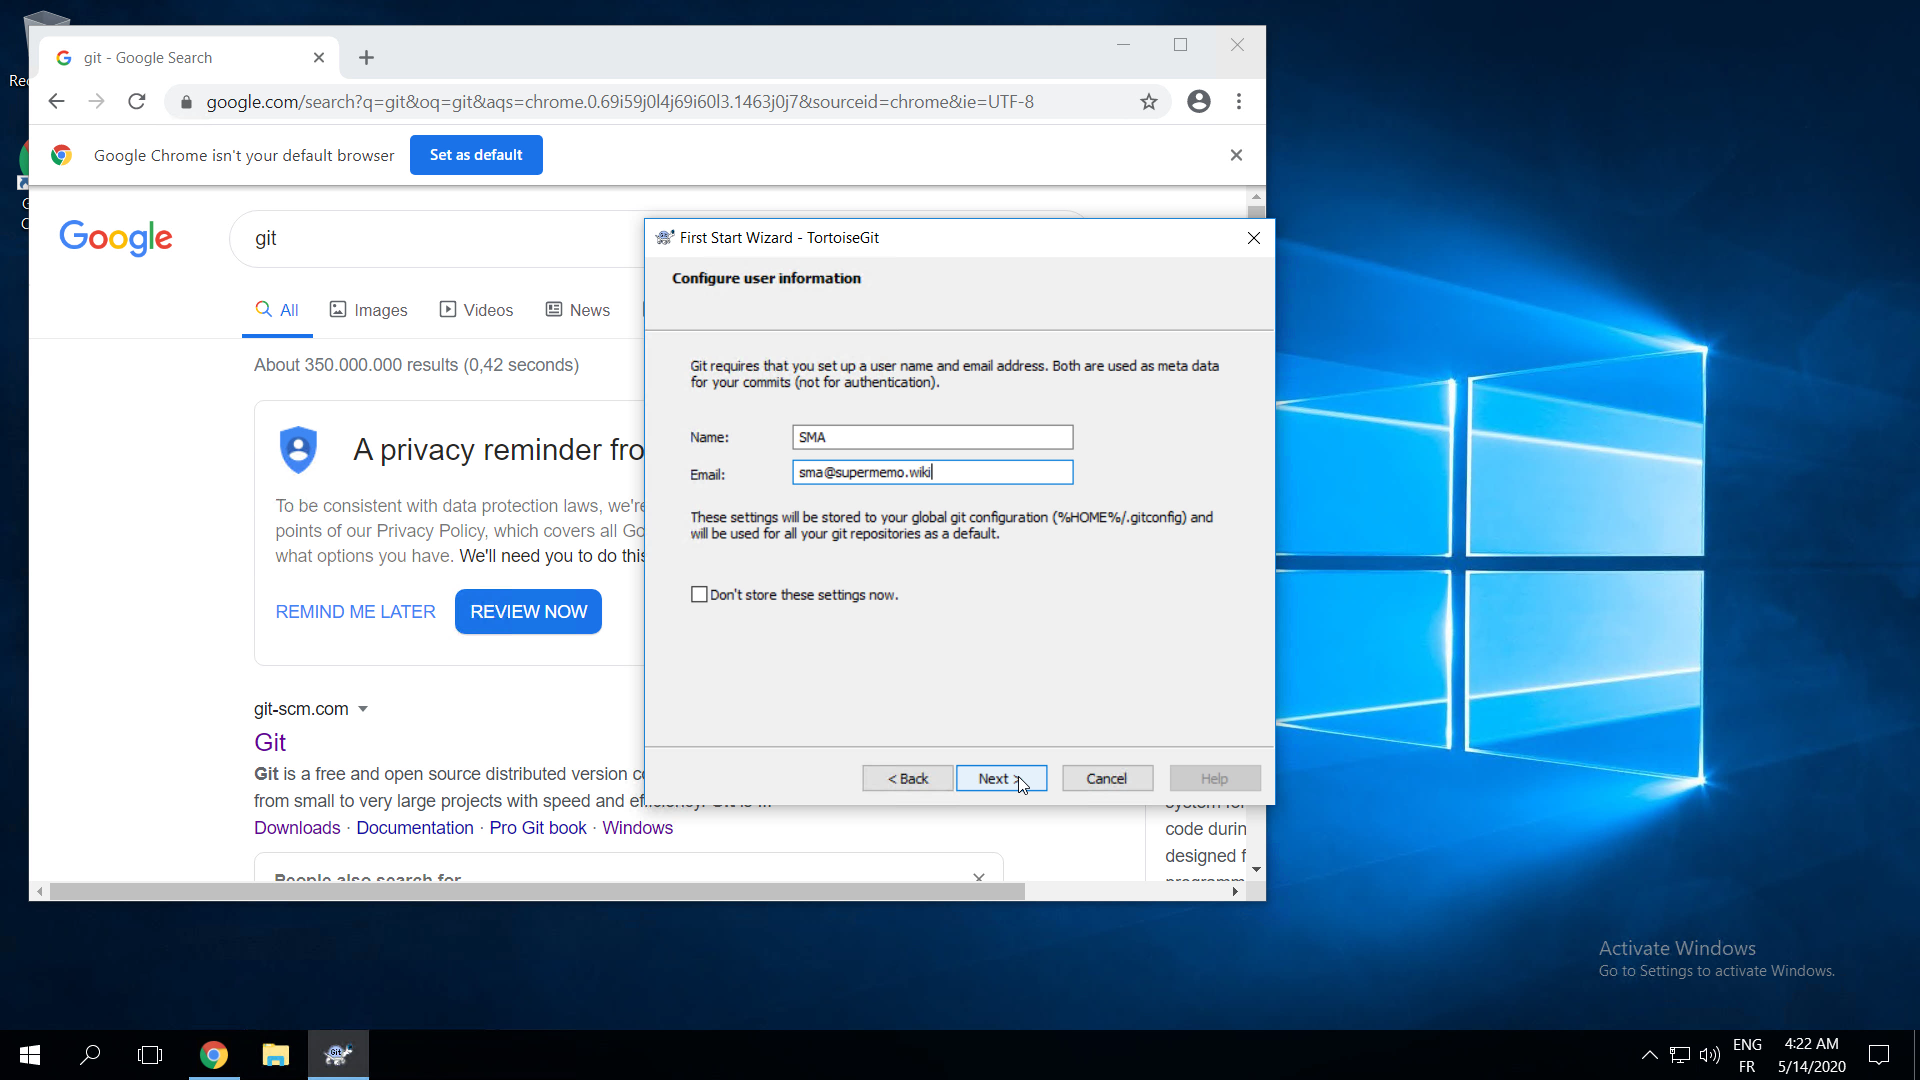 git - Google Search
google.com/search?q=git&oq=git&aqs=chrome.0.69i59j0l4j69i60l3.1463j0j7&sourceid=chrome&ie=UTF-8
Google Chrome isn't your default browser
Set as default
Google
git
All
Images
Videos
News
About 350.000.000 results (0,42 seconds)
A privacy reminder fro
To be consistent with data protection laws, we're
points of our Privacy Policy, which covers all Go
what options you have. We'll need you to do this
REMIND ME LATER
REVIEW NOW
git-scm.com
Git
Git is a free and open source distributed version co
from small to very large projects with speed and efficiency. Git is ...
Downloads · Documentation · Pro Git book · Windows
People also search for
system for
code durin
designed f
programm
First Start Wizard - TortoiseGit
Configure user information
Git requires that you set up a user name and email address. Both are used as meta data
for your commits (not for authentication).
Name:
SMA
Email:
sma@supermemo.wiki
These settings will be stored to your global git configuration (%HOME%/.gitconfig) and
will be used for all your git repositories as a default.
Don't store these settings now.
< Back
Next >
Cancel
Help
Activate Windows
Go to Settings to activate Windows.
Git
ENG
FR
4:22 AM
5/14/2020